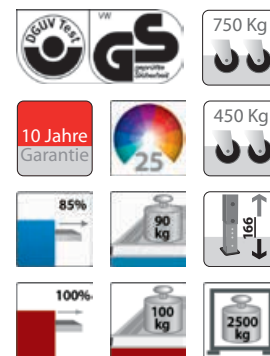 DGUV Test
VW
GS
geprüfte
Sicherheit
750 Kg
10 Jahre
Garantie
25
450 Kg
85%
90
kg
166
100%
100
kg
2500
kg